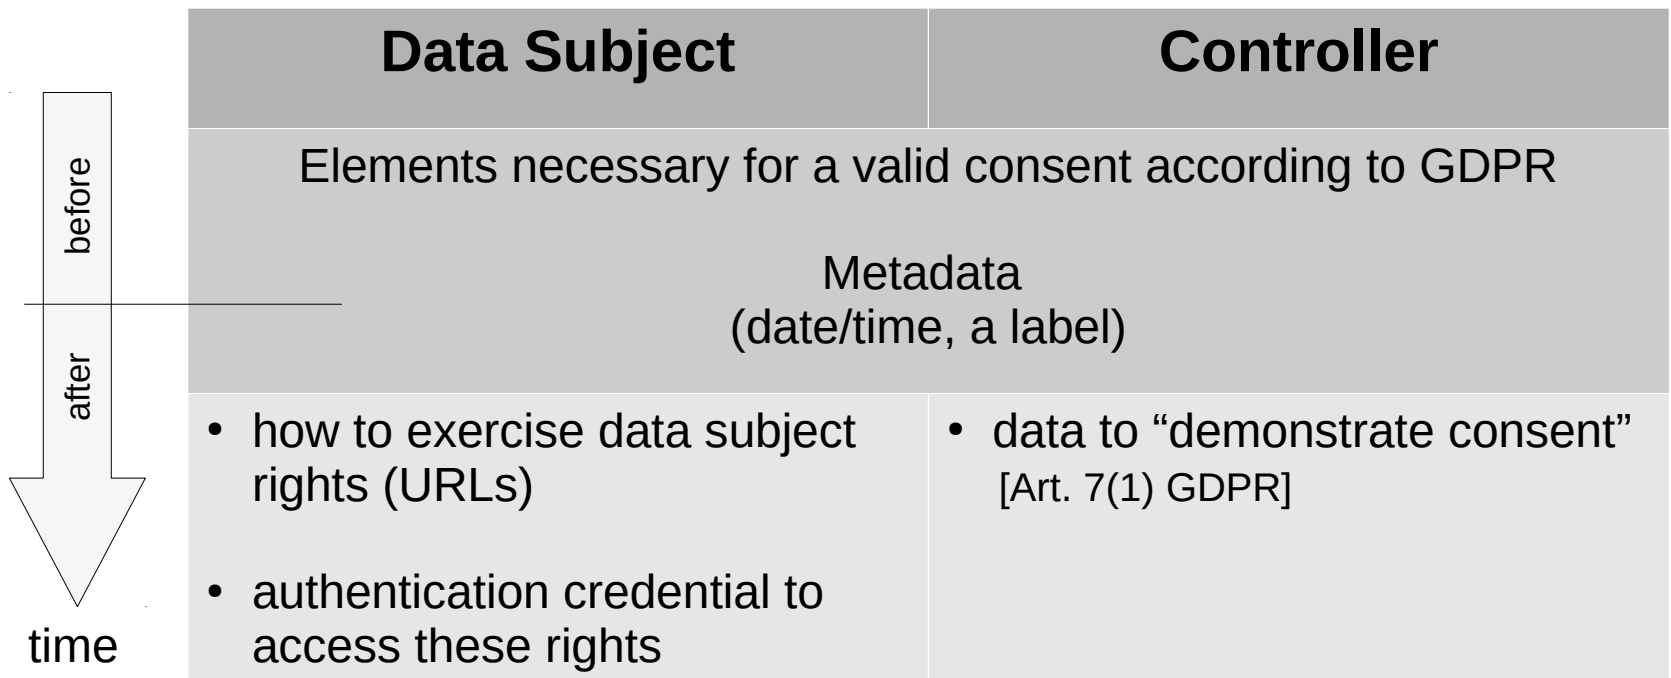 Data Subject
Controller
before
Elements necessary for a valid consent according to GDPR
Metadata
(date/time, a label)
after
• how to exercise data subject
rights (URLs)
• authentication credential to
access these rights
• data to “demonstrate consent”
[Art. 7(1) GDPR]
time